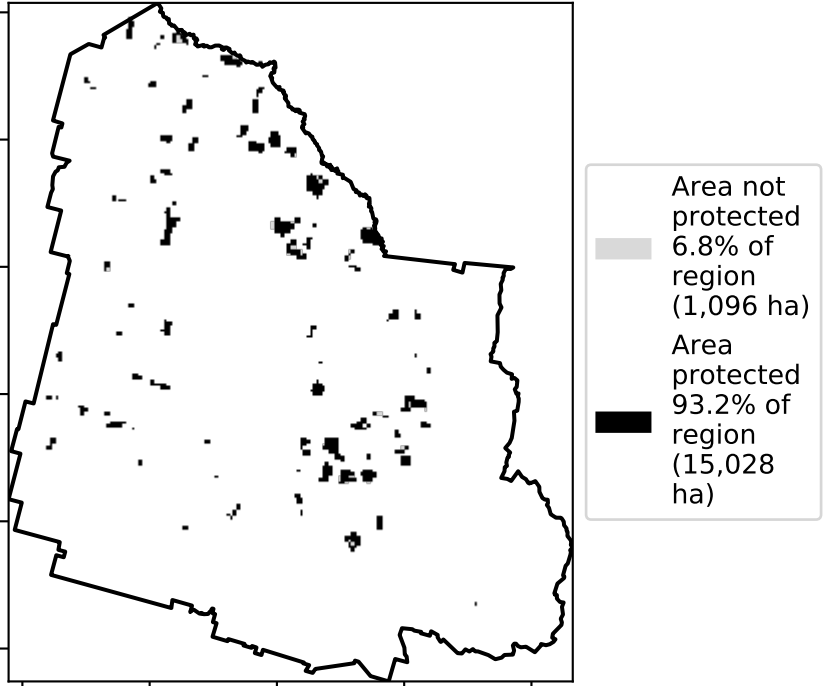 Area not
protected
6.8% of
region
(1,096 ha)
Area
protected
93.2% of
region
(15,028
ha)